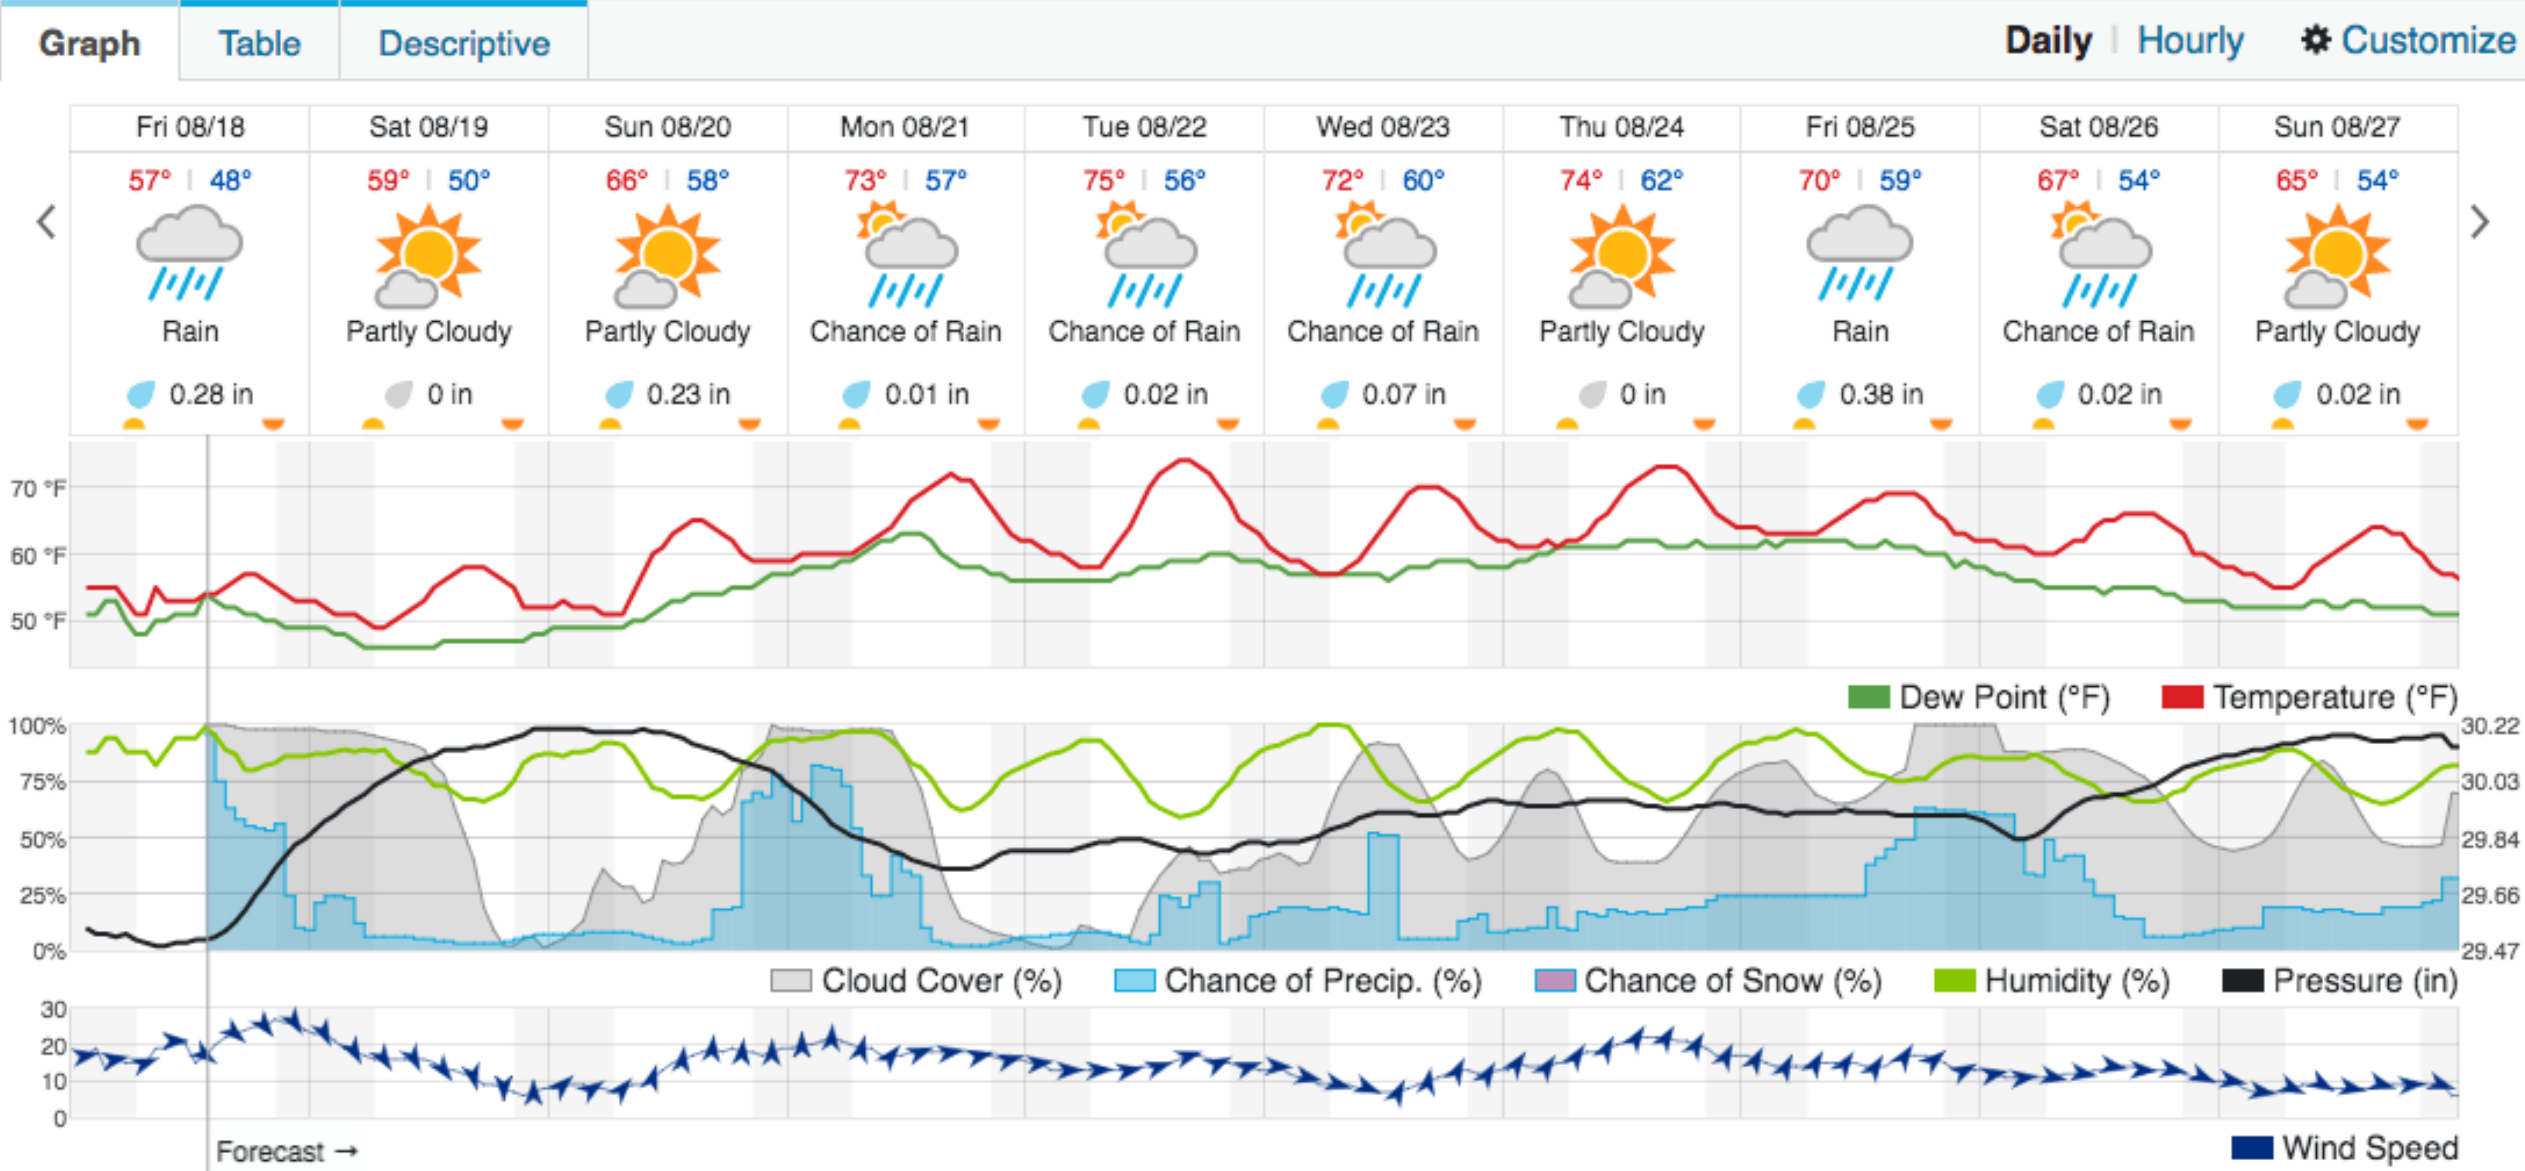 Graph Table Descriptive Daily | Hourly Customize
Fri 08/18 Sat 08/19 Sun 08/20 Mon 08/21 Tue 08/22 Wed 08/23 Thu 08/24 Fri 08/25 Sat 08/26 Sun 08/27
57° | 48° 59° | 50° 66° | 58° 73° | 57° 75° | 56° 72° | 60° 74° | 62° 70° | 59° 67° | 54° 65° | 54°
Rain Partly Cloudy Partly Cloudy Chance of Rain Chance of Rain Chance of Rain Partly Cloudy Rain Chance of Rain Partly Cloudy
0.28 in 0 in 0.23 in 0.01 in 0.02 in 0.07 in 0 in 0.38 in 0.02 in 0.02 in
70 °F
60 °F
50 °F
Dew Point (°F) Temperature (°F)
100% 30.22
75% 30.03
50% 29.84
25% 29.66
0% 29.47
Cloud Cover (%) Chance of Precip. (%) Chance of Snow (%) Humidity (%) Pressure (in)
30
20
10
0
Forecast → Wind Speed